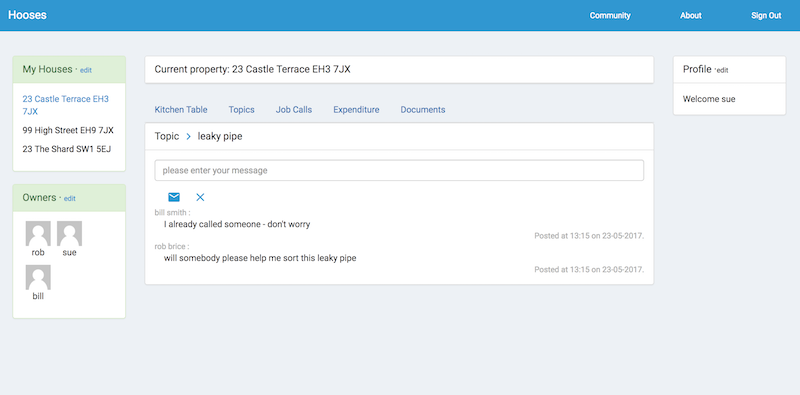 Hooses
Community
About
Sign Out
My Houses · edit
23 Castle Terrace EH3
7JX
99 High Street EH9 7JX
23 The Shard SW1 5EJ
Owners · edit
rob
sue
bill
Current property: 23 Castle Terrace EH3 7JX
Kitchen Table
Topics
Job Calls
Expenditure
Documents
Topic > leaky pipe
please enter your message
bill smith :
I already called someone - don't worry
Posted at 13:15 on 23-05-2017.
rob brice :
will somebody please help me sort this leaky pipe
Posted at 13:15 on 23-05-2017.
Profile ·edit
Welcome sue